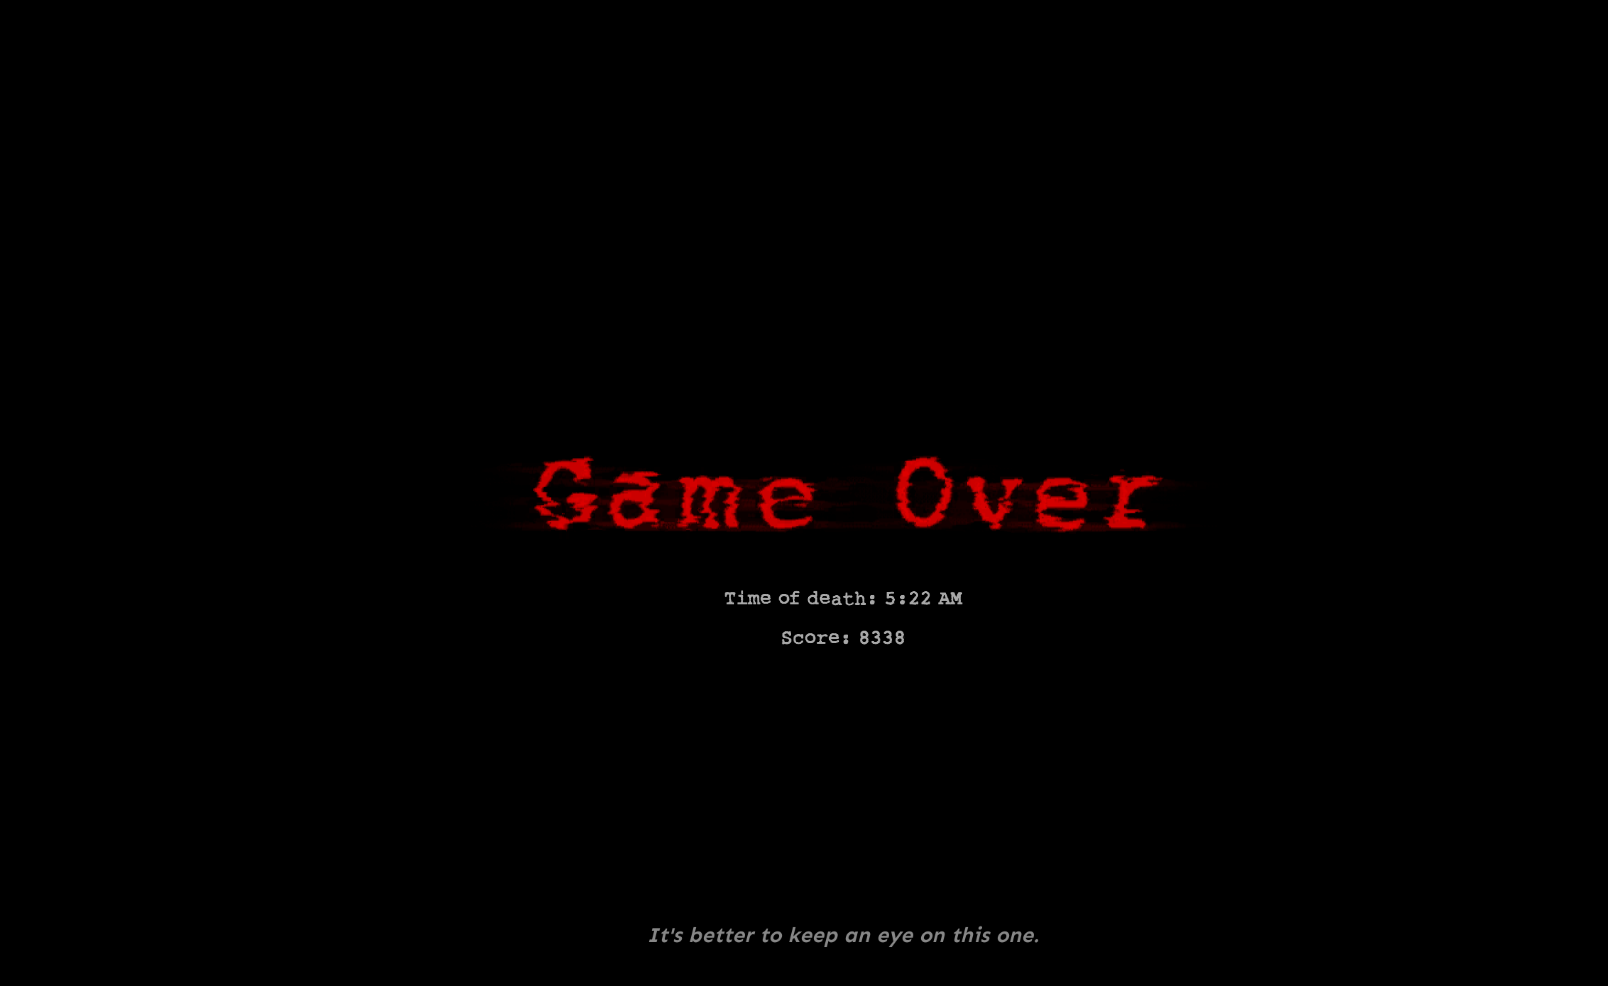 Game Over
Time of death: 5:22 AM
Score: 8338
It's better to keep an eye on this one.